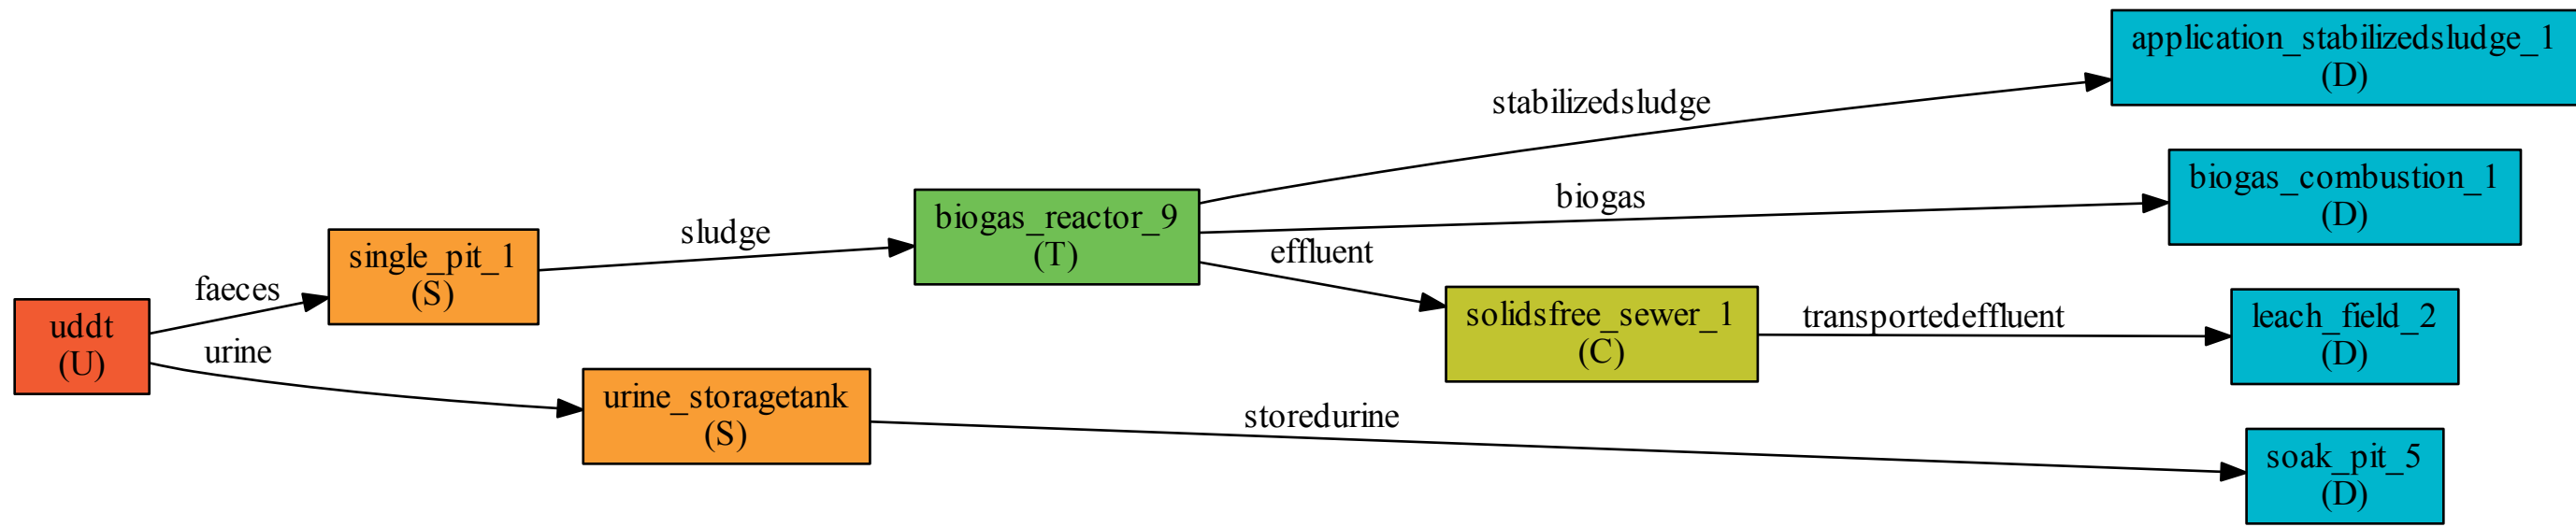 application_stabilizedsludge_1
(D)
stabilizedsludge
biogas_combustion_1
(D)
biogas
biogas_reactor_9
(T)
sludge
effluent
single_pit_1
(S)
faeces
solidsfree_sewer_1
(C)
transportedeffluent
leach_field_2
(D)
uddt
(U)
urine
urine_storagetank
(S)
storedurine
soak_pit_5
(D)